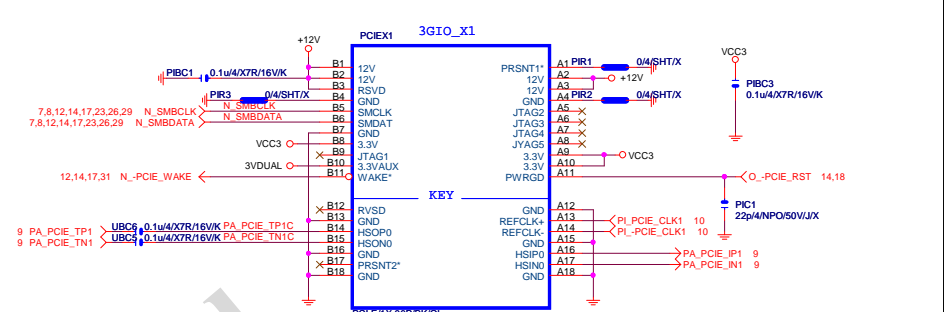 3GIO_X1
PCIEX1
+12V
PIBC1 0.1u/4/X7R/16V/K
B1 12V
B2 12V
B3 RSVD
PIR3 0/4/SHT/X B4 GND
7,8,12,14,17,23,26,29 N_SMBCLK N_SMBCLK B5 SMCLK
7,8,12,14,17,23,26,29 N_SMBDATA N_SMBDATA B6 SMDAT
B7 GND
VCC3 B8 3.3V
B9 JTAG1
3VDUAL B10 3.3VAUX
12,14,17,31 N_-PCIE_WAKE B11 WAKE*
KEY
B12 RVSD
B13 GND
9 PA_PCIE_TP1 UBC6 0.1u/4/X7R/16V/K PA_PCIE_TP1C B14 HSOP0
9 PA_PCIE_TN1 UBC5 0.1u/4/X7R/16V/K PA_PCIE_TN1C B15 HSON0
B16 GND
B17 PRSNT2*
B18 GND
PRSNT1* A1 PIR1 0/4/SHT/X
12V A2 +12V
12V A3
GND A4 PIR2 0/4/SHT/X
JTAG2 A5
JTAG3 A6
JTAG4 A7
JYAG5 A8
3.3V A9 VCC3
3.3V A10
PWRGD A11 O_-PCIE_RST 14,18
GND A12
REFCLK+ A13 PI_PCIE_CLK1 10
REFCLK- A14 PI_-PCIE_CLK1 10
GND A15
HSIP0 A16 PA_PCIE_IP1 9
HSIN0 A17 PA_PCIE_IN1 9
GND A18
VCC3
PIBC3
0.1u/4/X7R/16V/K
PIC1
22p/4/NPO/50V/J/X